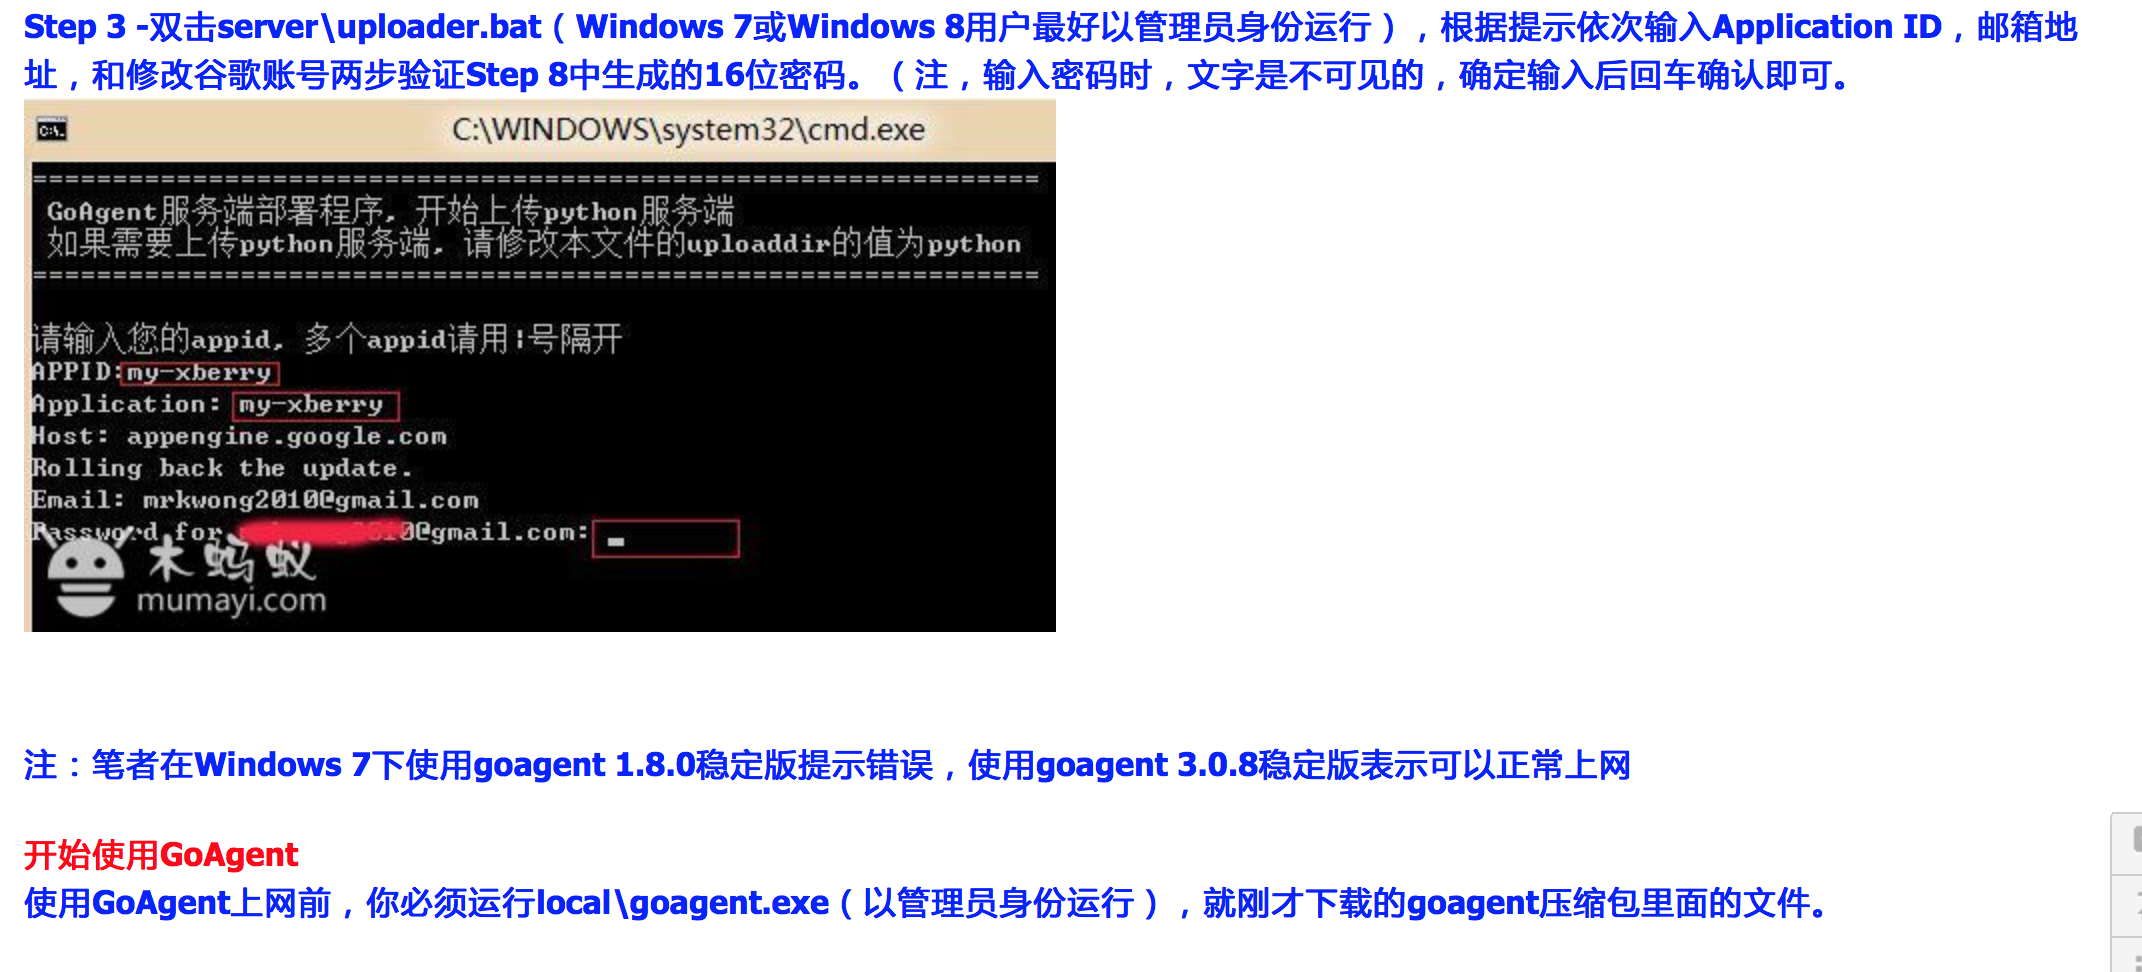 Step 3 -双击server\uploader.bat（Windows 7或Windows 8用户最好以管理员身份运行），根据提示依次输入Application ID，邮箱地
址，和修改谷歌账号两步验证Step 8中生成的16位密码。（注，输入密码时，文字是不可见的，确定输入后回车确认即可。
C:\WINDOWS\system32\cmd.exe
===============================================================
GoAgent服务端部署程序，开始上传python服务端
如果需要上传python服务端，请修改本文件的uploaddir的值为python
===============================================================
请输入您的appid，多个appid请用|号隔开
APPID:my-xberry
Application: my-xberry
Host: appengine.google.com
Rolling back the update.
Email: mrkwong2010@gmail.com
Password for 2010@gmail.com:
木蚂蚁
mumayi.com
注：笔者在Windows 7下使用goagent 1.8.0稳定版提示错误，使用goagent 3.0.8稳定版表示可以正常上网
开始使用GoAgent
使用GoAgent上网前，你必须运行local\goagent.exe（以管理员身份运行），就刚才下载的goagent压缩包里面的文件。